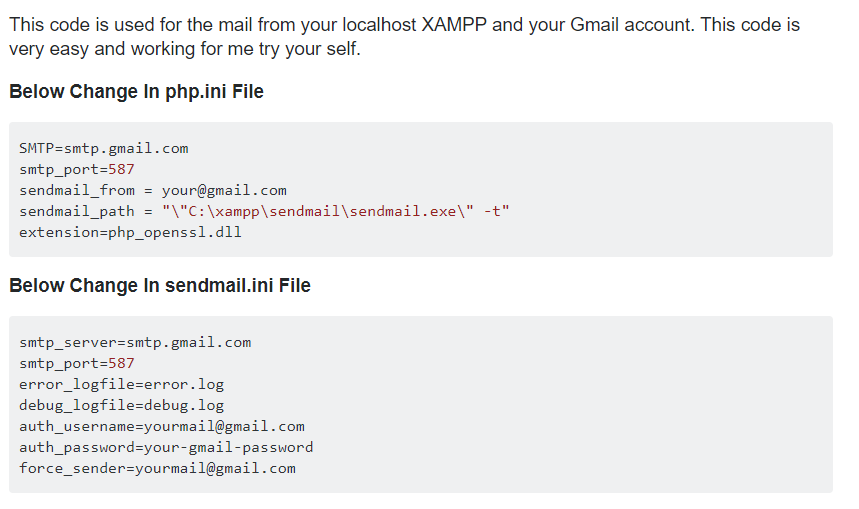 This code is used for the mail from your localhost XAMPP and your Gmail account. This code is
very easy and working for me try your self.
Below Change In php.ini File
SMTP=smtp.gmail.com
smtp_port=587
sendmail_from = your@gmail.com
sendmail_path = "\"C:\xampp\sendmail\sendmail.exe\" -t"
extension=php_openssl.dll
Below Change In sendmail.ini File
smtp_server=smtp.gmail.com
smtp_port=587
error_logfile=error.log
debug_logfile=debug.log
auth_username=yourmail@gmail.com
auth_password=your-gmail-password
force_sender=yourmail@gmail.com